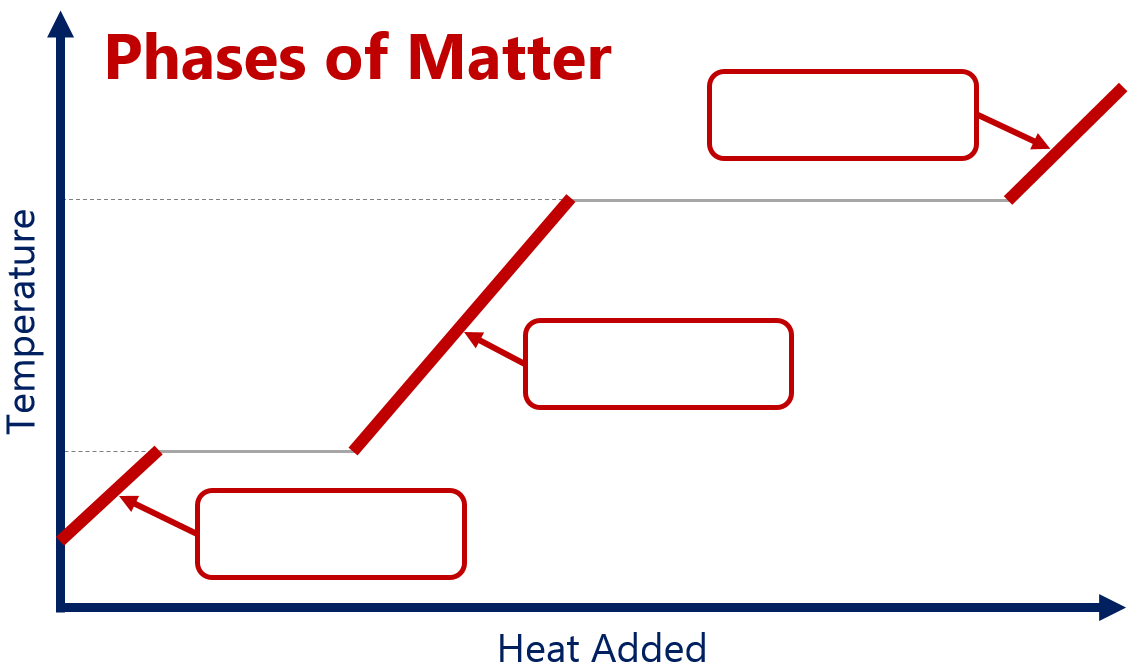 Phases of Matter
Temperature
Heat Added